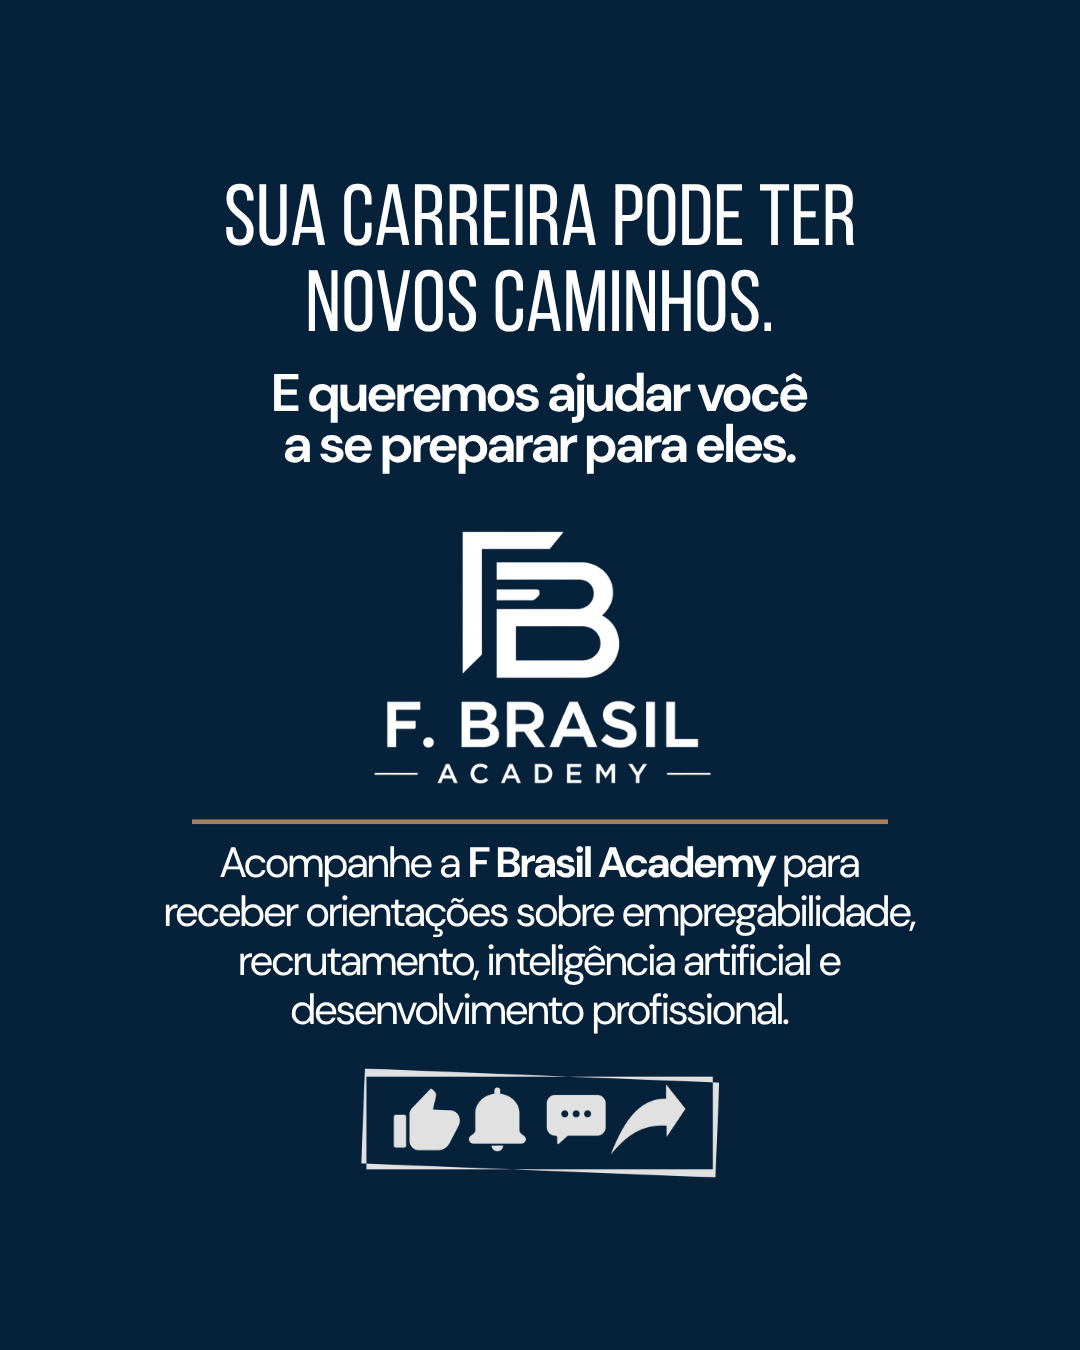 SUA CARREIRA PODE TER
NOVOS CAMINHOS.
E queremos ajudar você
a se preparar para eles.
FB
F. BRASIL
ACADEMY
Acompanhe a F Brasil Academy para
receber orientações sobre empregabilidade,
recrutamento, inteligência artificial e
desenvolvimento profissional.